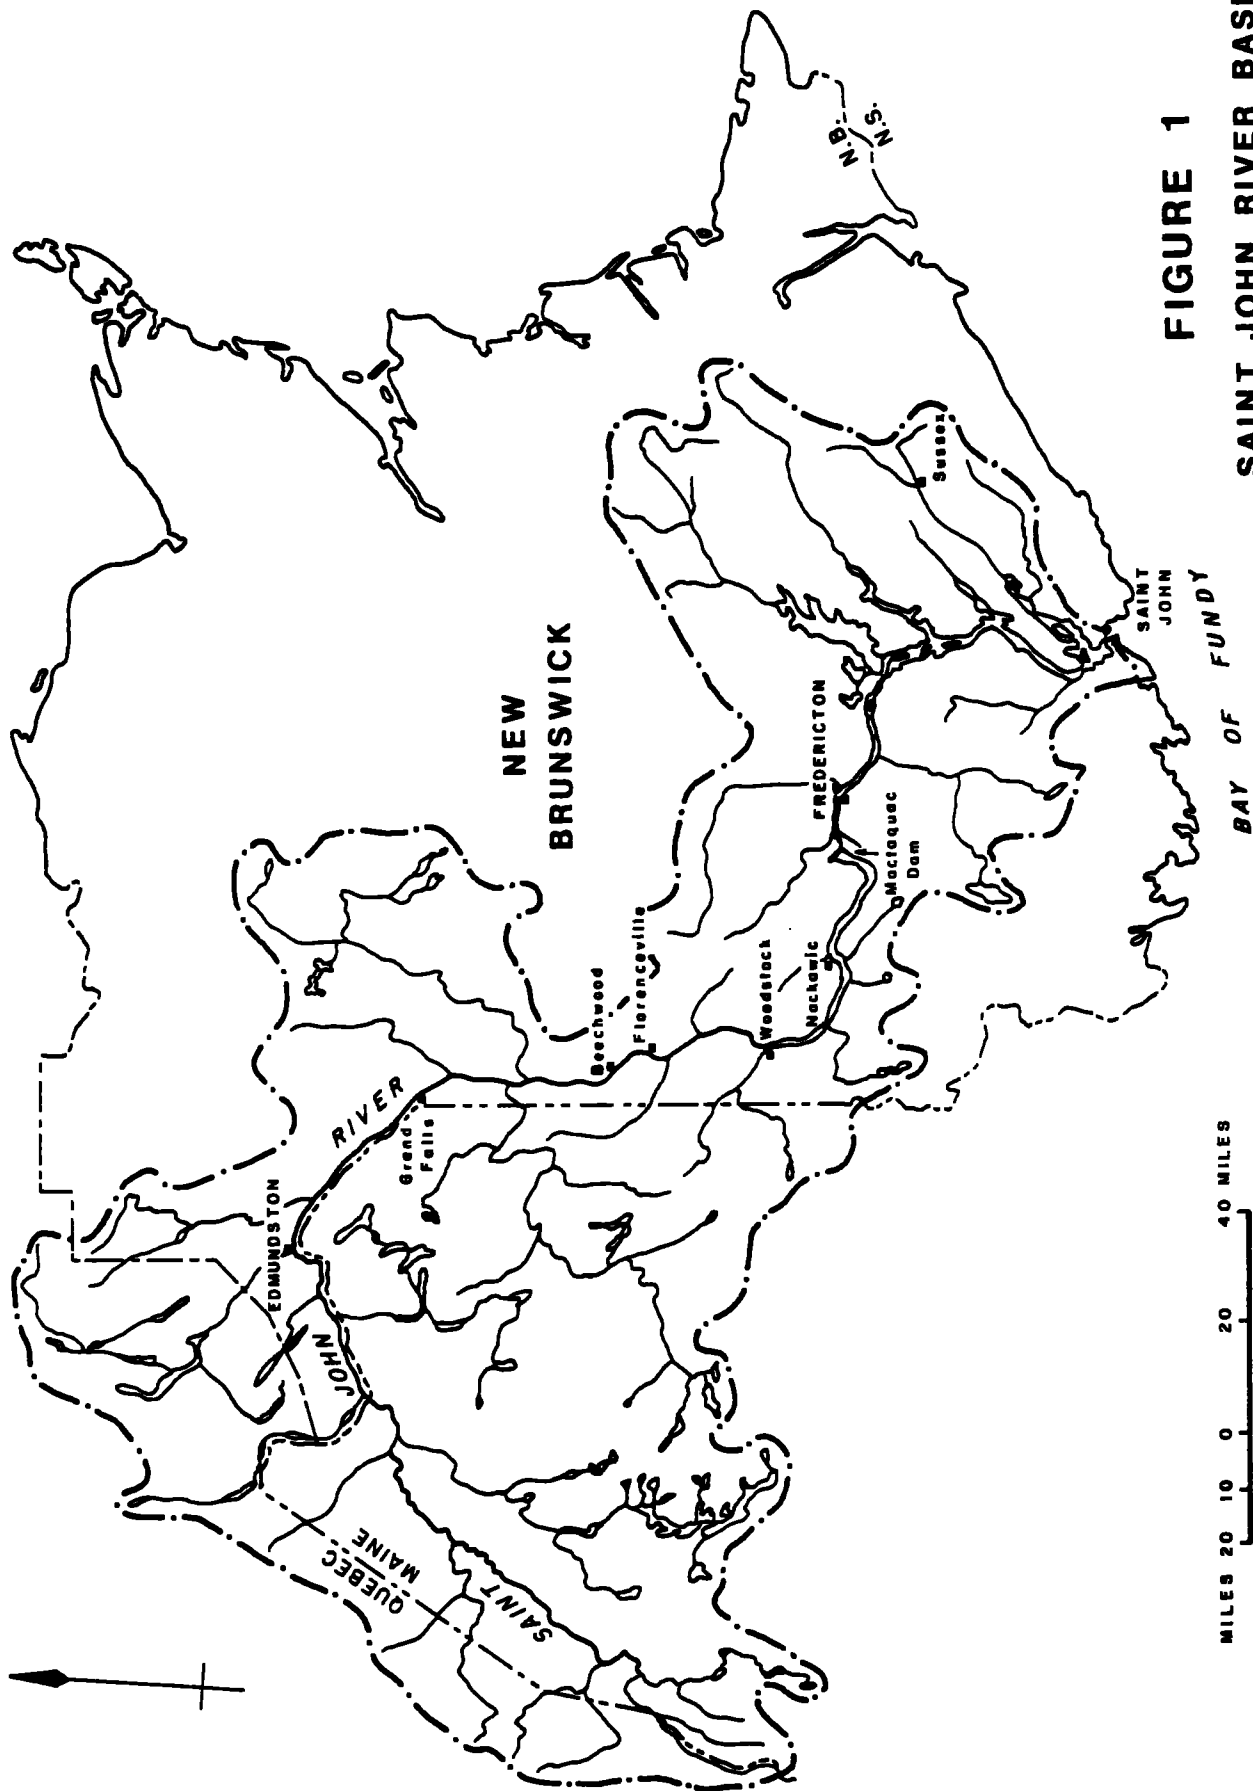 NEW
BRUNSWICK
N.B.
N.S.
EDMUNDSTON
RIVER
Grand
Falls
JOHN
QUEBEC
MAINE
SAINT
Beechwood
Florenceville
Woodstock
Nackawic
Mactaquac
Dam
FREDERICTON
Sussex
SAINT
JOHN
BAY OF FUNDY
MILES 20 10 0 20 40 MILES
FIGURE 1
SAINT JOHN RIVER